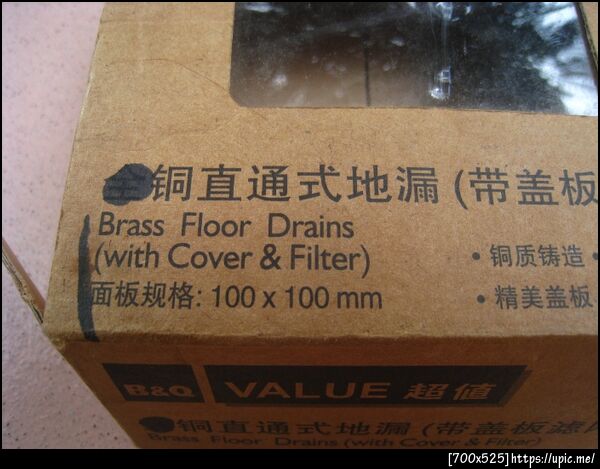 全铜直通式地漏(带盖板
Brass Floor Drains
(with Cover & Filter)
面板规格: 100 x 100 mm
• 铜质铸造 •
• 精美盖板
B&Q VALUE 超值
铜直通式地漏(带盖板滤
Brass Floor Drains (with Cover & Filter)
[700x525]https://upic.me/